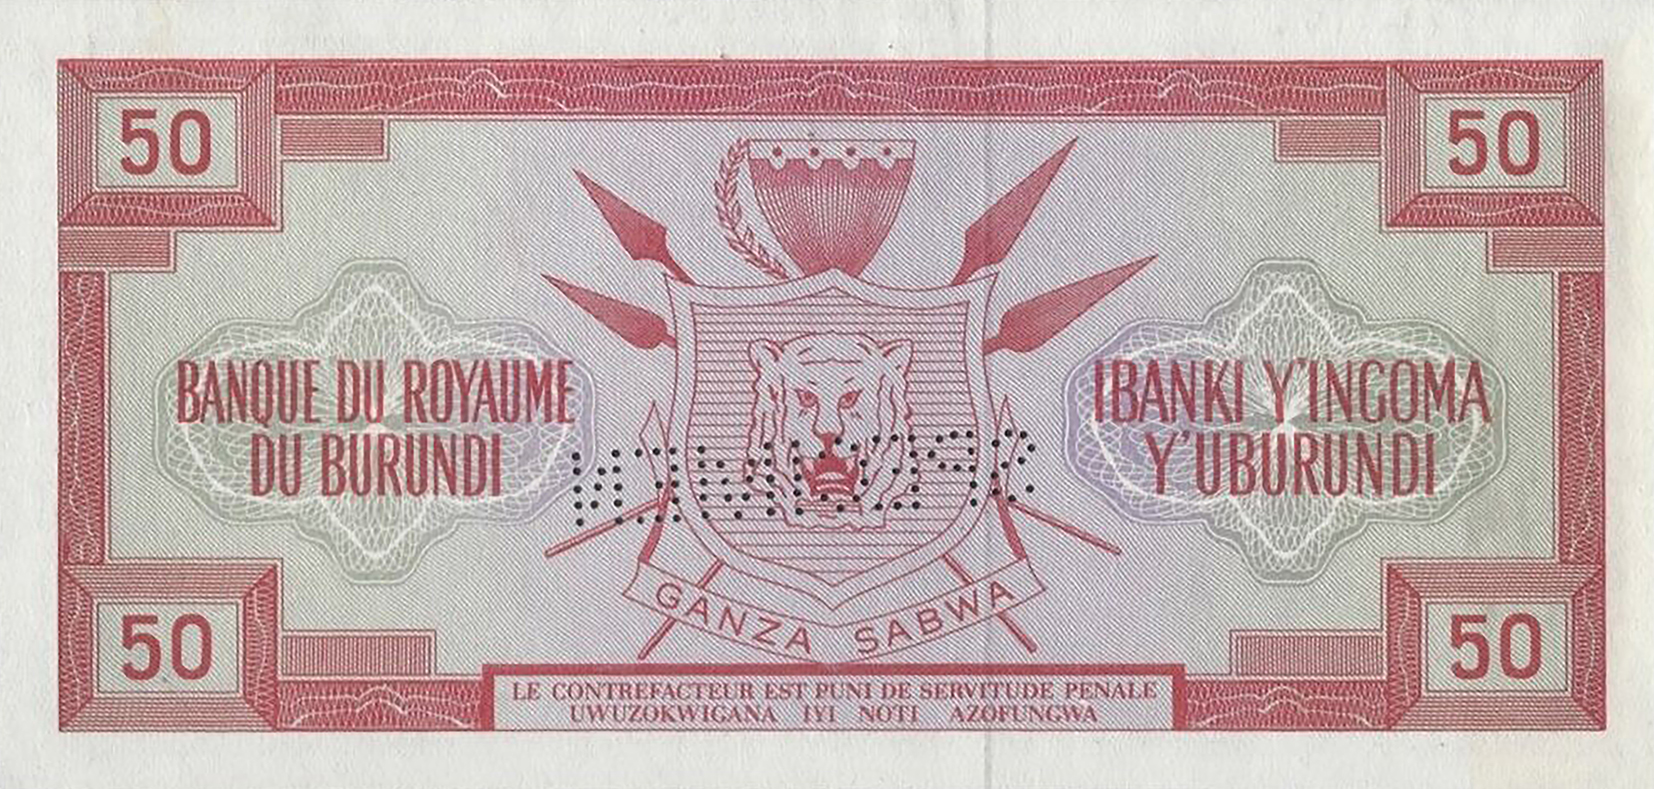 50
50
BANQUE DU ROYAUME
DU BURUNDI
IBANKI Y'INGOMA
Y'UBURUNDI
GANZA SABWA
50
50
LE CONTREFACTEUR EST PUNI DE SERVITUDE PENALE
UWUZOKWIGANA IYI NOTI AZOFUNGWA